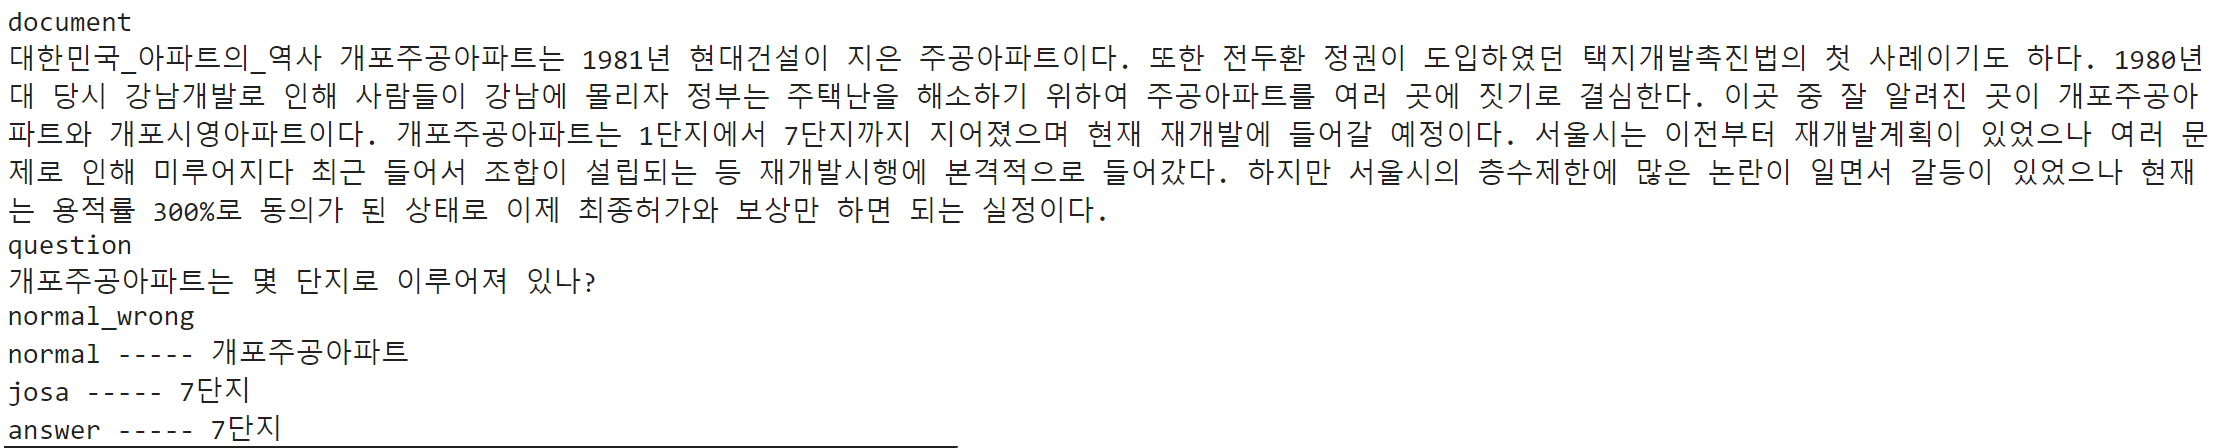 document
대한민국_아파트의_역사 개포주공아파트는 1981년 현대건설이 지은 주공아파트이다. 또한 전두환 정권이 도입하였던 택지개발촉진법의 첫 사례이기도 하다. 1980년
대 당시 강남개발로 인해 사람들이 강남에 몰리자 정부는 주택난을 해소하기 위하여 주공아파트를 여러 곳에 짓기로 결심한다. 이곳 중 잘 알려진 곳이 개포주공아
파트와 개포시영아파트이다. 개포주공아파트는 1단지에서 7단지까지 지어졌으며 현재 재개발에 들어갈 예정이다. 서울시는 이전부터 재개발계획이 있었으나 여러 문
제로 인해 미루어지다 최근 들어서 조합이 설립되는 등 재개발시행에 본격적으로 들어갔다. 하지만 서울시의 층수제한에 많은 논란이 일면서 갈등이 있었으나 현재
는 용적률 300%로 동의가 된 상태로 이제 최종허가와 보상만 하면 되는 실정이다.
question
개포주공아파트는 몇 단지로 이루어져 있나?
normal_wrong
normal ----- 개포주공아파트
josa ----- 7단지
answer ----- 7단지